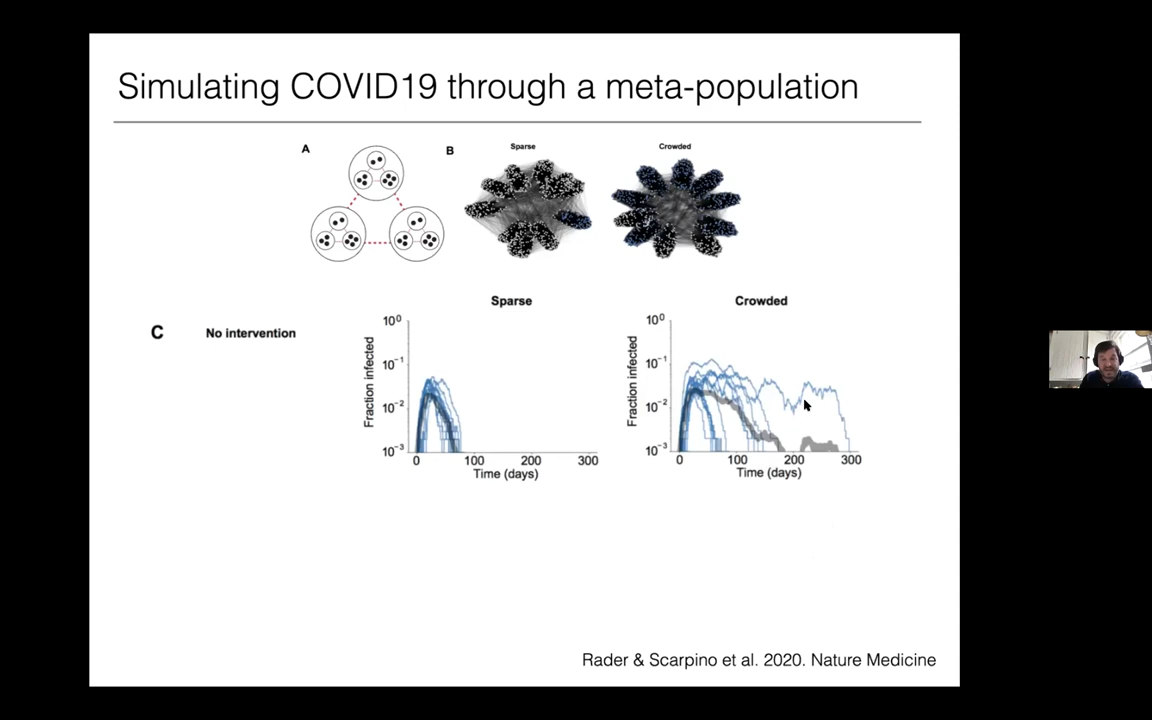 Simulating COVID19 through a meta-population
A
B
Sparse
Crowded
C
No intervention
Sparse
Fraction infected
10⁰
10⁻¹
10⁻²
10⁻³
0 100 200 300
Time (days)
Crowded
Fraction infected
10⁰
10⁻¹
10⁻²
10⁻³
0 100 200 300
Time (days)
Rader & Scarpino et al. 2020. Nature Medicine